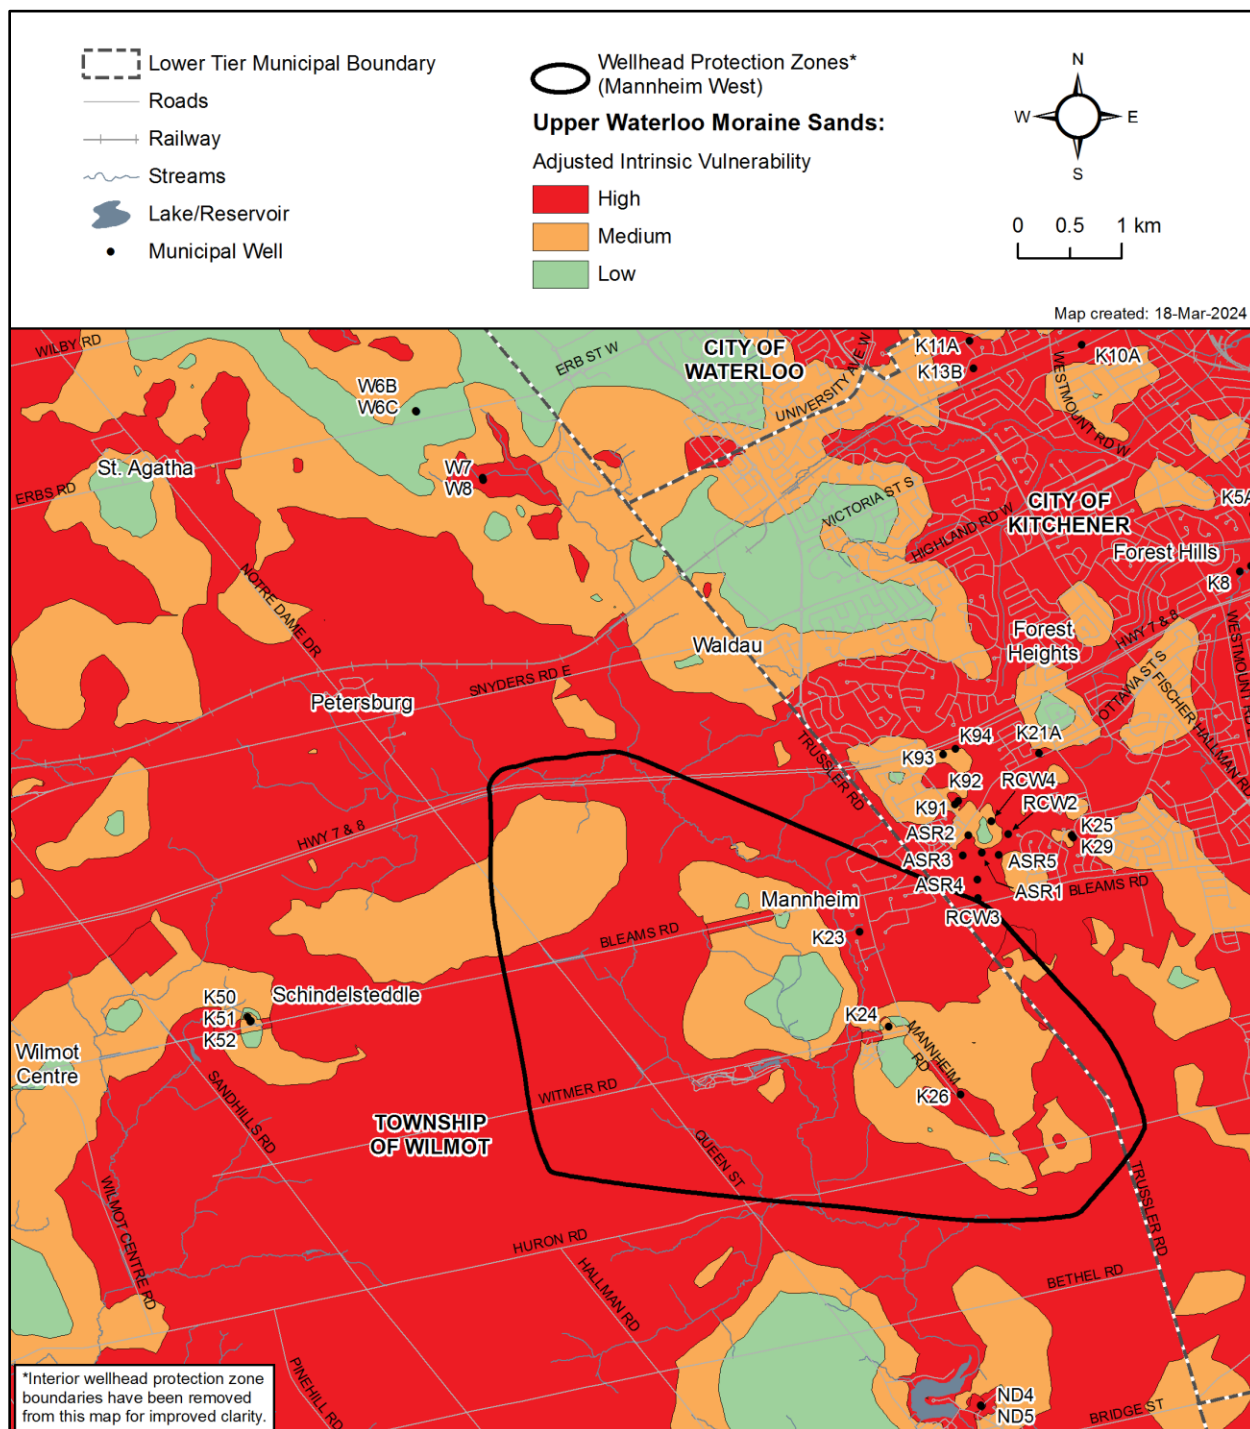 Lower Tier Municipal Boundary
Roads
Railway
Streams
Lake/Reservoir
Municipal Well
Wellhead Protection Zones*
(Mannheim West)
Upper Waterloo Moraine Sands:
Adjusted Intrinsic Vulnerability
High
Medium
Low
N
W
E
S
0 0.5 1 km
Map created: 18-Mar-2024
WILBY RD
ERB ST W
CITY OF
WATERLOO
UNIVERSITY AVE W
K11A
K13B
K10A
WESTMOUNT RD W
W6B
W6C
St. Agatha
ERBS RD
W7
W8
VICTORIA ST S
HIGHLAND RD W
CITY OF
KITCHENER
K5A
Forest Hills
K8
NOTRE DAME DR
Waldau
Forest
Heights
HWY 7 & 8
WESTMOUNT RD E
SNYDERS RD E
Petersburg
OTTAWA ST S
FISCHER HALLMAN RD
TRUSSLER RD
K94
K93
K21A
K92
K91
RCW4
RCW2
HWY 7 & 8
ASR2
K25
K29
ASR3
ASR5
ASR4
ASR1
BLEAMS RD
RCW3
Mannheim
BLEAMS RD
K23
K50
K51
K52
Schindelsteddle
K24
MANNHEIM
RD
Wilmot
Centre
SANDHILLS RD
WITMER RD
K26
TOWNSHIP
OF WILMOT
QUEEN ST
TRUSSLER RD
WILMOT CENTRE RD
HURON RD
HALLMAN RD
BETHEL RD
PINEHILL RD
*Interior wellhead protection zone
boundaries have been removed
from this map for improved clarity.
ND4
ND5
BRIDGE ST